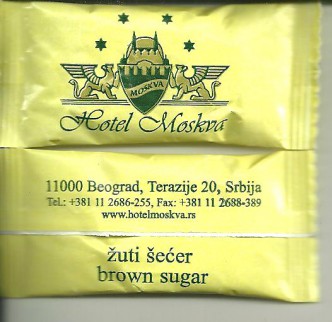 MOSKVA
Hotel Moskva
11000 Beograd, Terazije 20, Srbija
Tel.: +381 11 2686-255, Fax: +381 11 2688-389
www.hotelmoskva.rs
žuti šećer
brown sugar